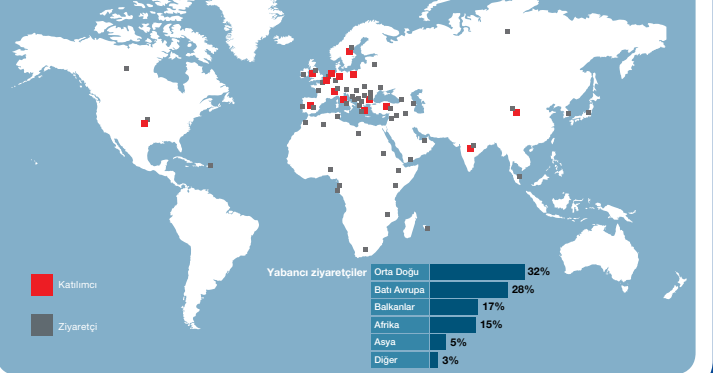 Katılımcı
Ziyaretçi
Yabancı ziyaretçiler
Orta Doğu 32%
Batı Avrupa 28%
Balkanlar 17%
Afrika 15%
Asya 5%
Diğer 3%